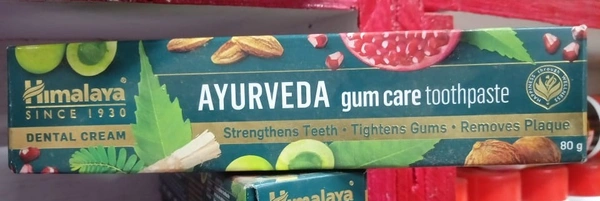 Himalaya
SINCE 1930
DENTAL CREAM
AYURVEDA gum care toothpaste
Strengthens Teeth • Tightens Gums • Removes Plaque
80 g
Himalaya